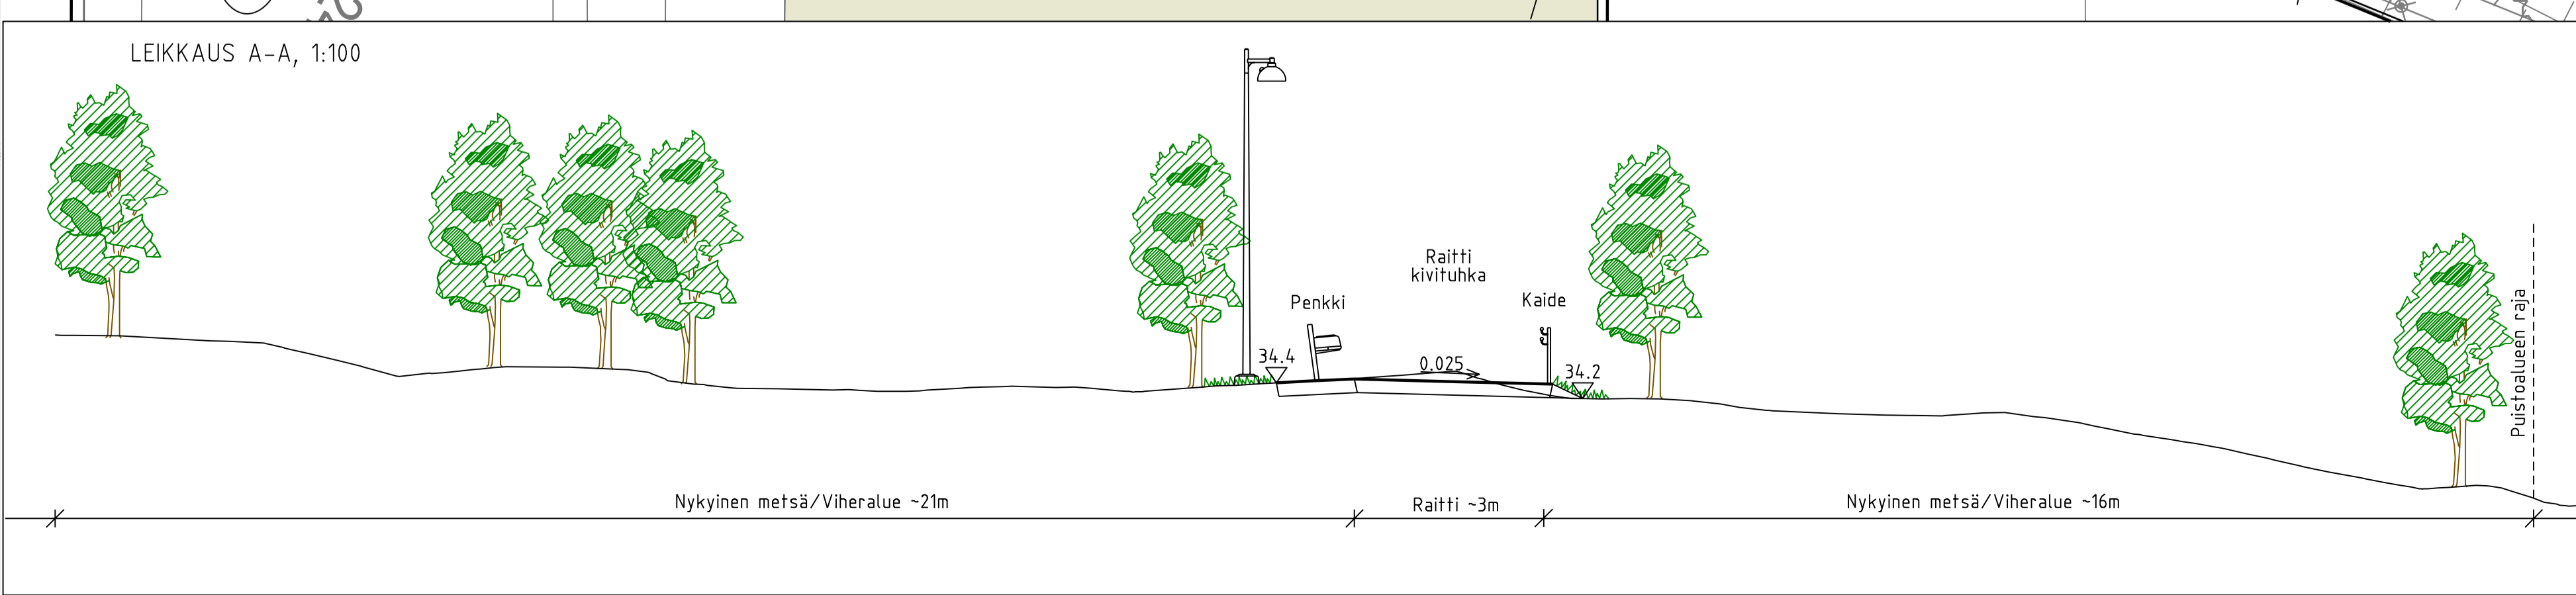 LEIKKAUS A-A, 1:100
Raitti
kivituhka
Penkki
Kaide
34.4
0.025
34.2
Puistoalueen raja
Nykyinen metsä/Viheralue ~21m
Raitti ~3m
Nykyinen metsä/Viheralue ~16m